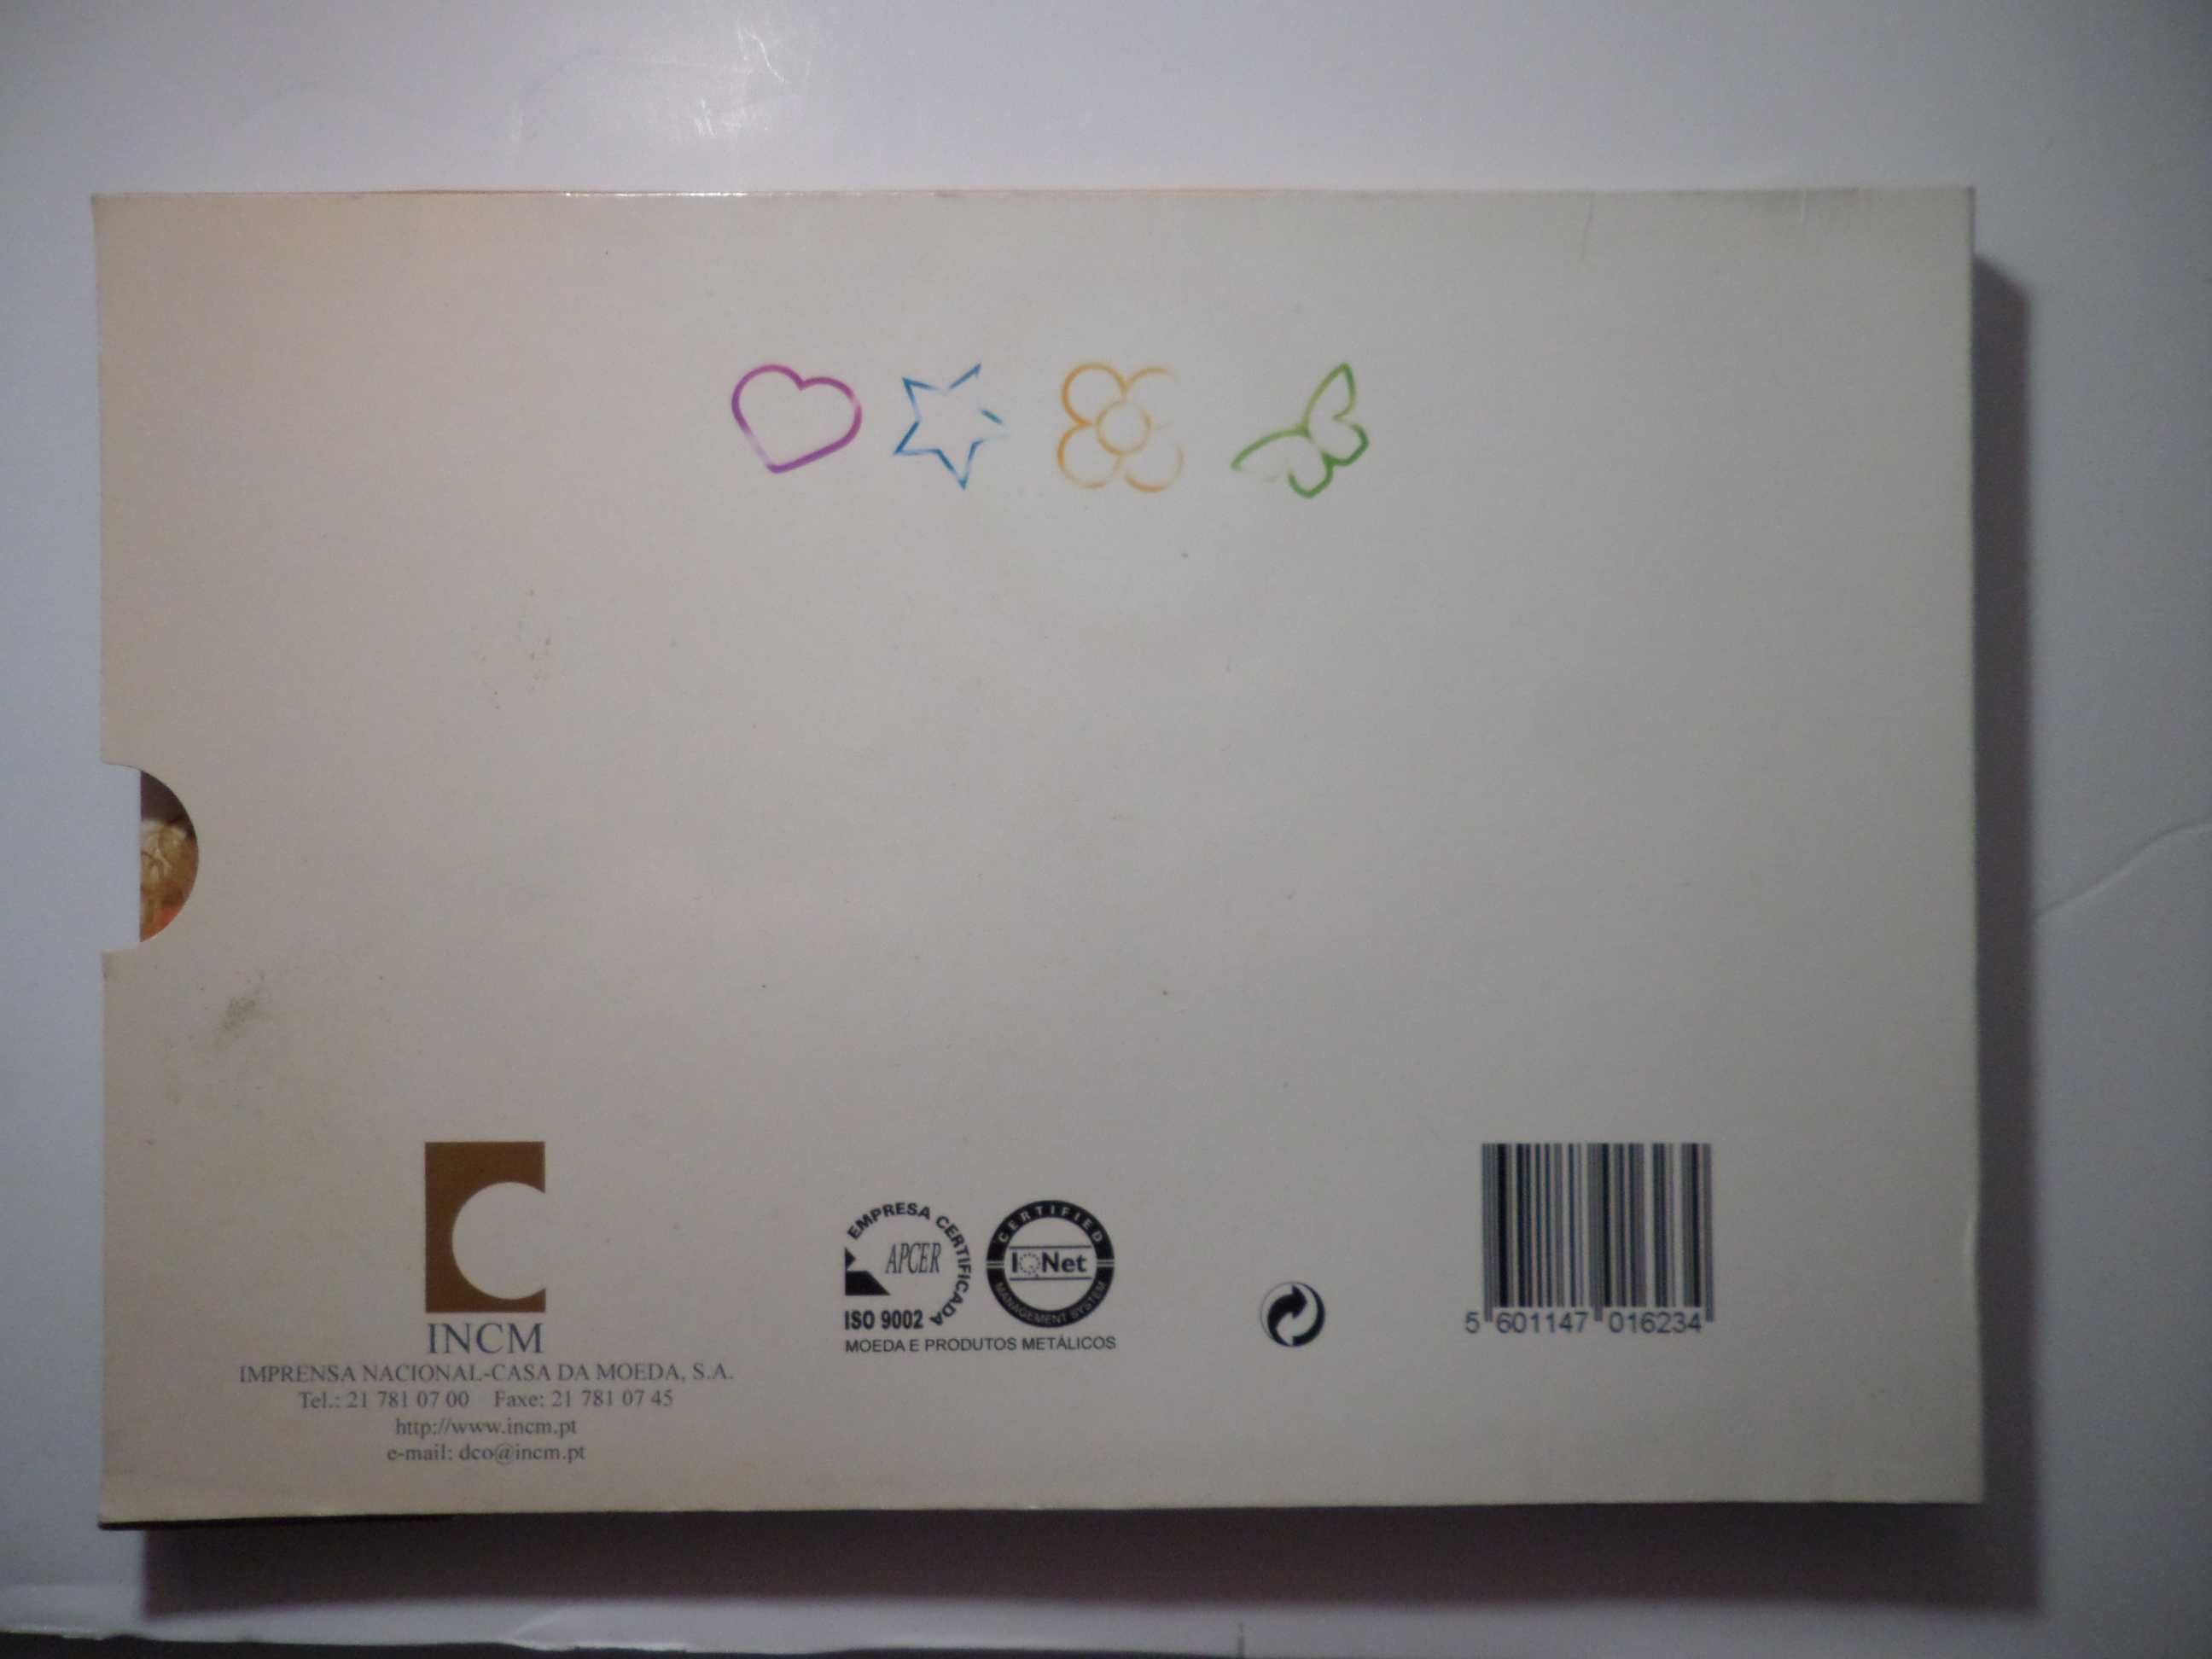 INCM
IMPRENSA NACIONAL-CASA DA MOEDA, S.A.
Tel.: 21 781 07 00 Faxe: 21 781 07 45
http://www.incm.pt
e-mail: dco@incm.pt
EMPRESA CERTIFICADA
APCER
ISO 9002
CERTIFIED
IQNet
MANAGEMENT SYSTEM
MOEDA E PRODUTOS METÁLICOS
5 601147 016234